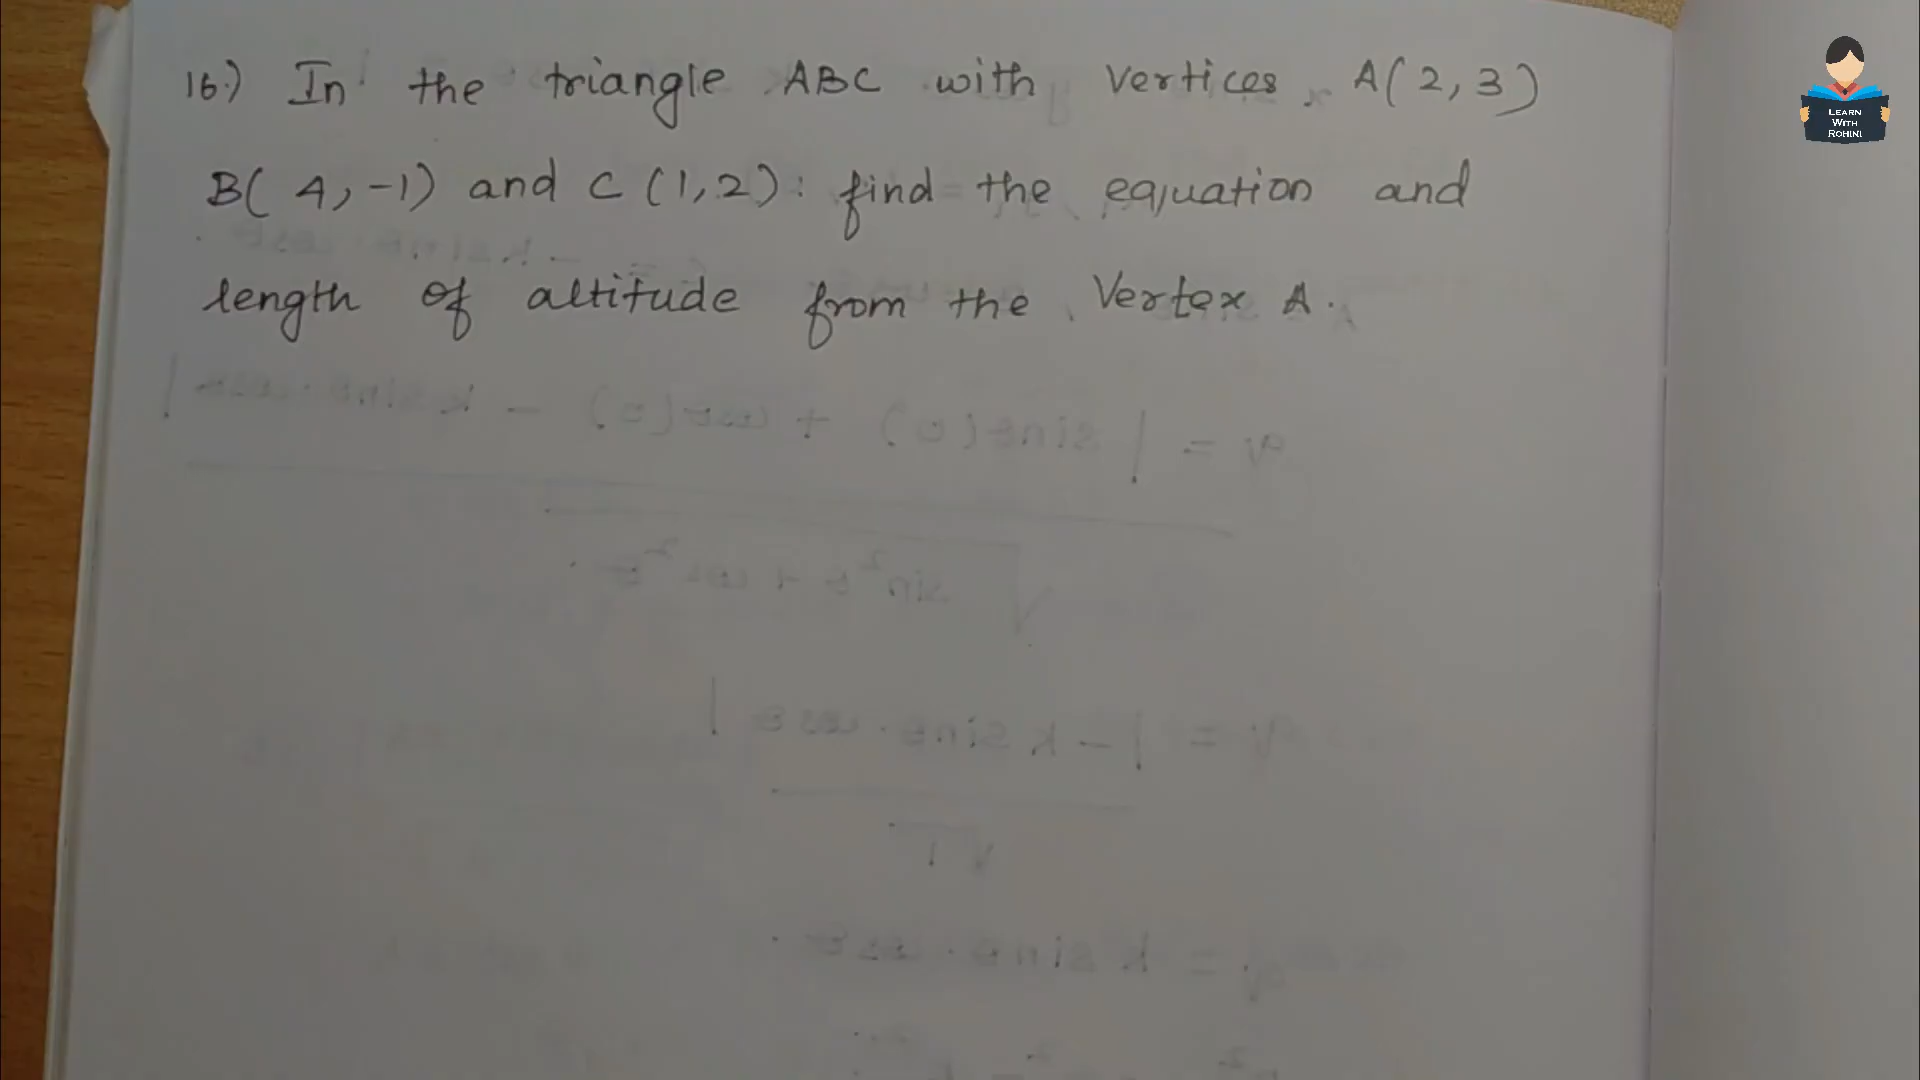 16.) In the triangle ABC with vertices A(2,3)
B(4,-1) and C(1,2): find the equation and
length of altitude from the Vertex A.
LEARN
WITH
ROHINI